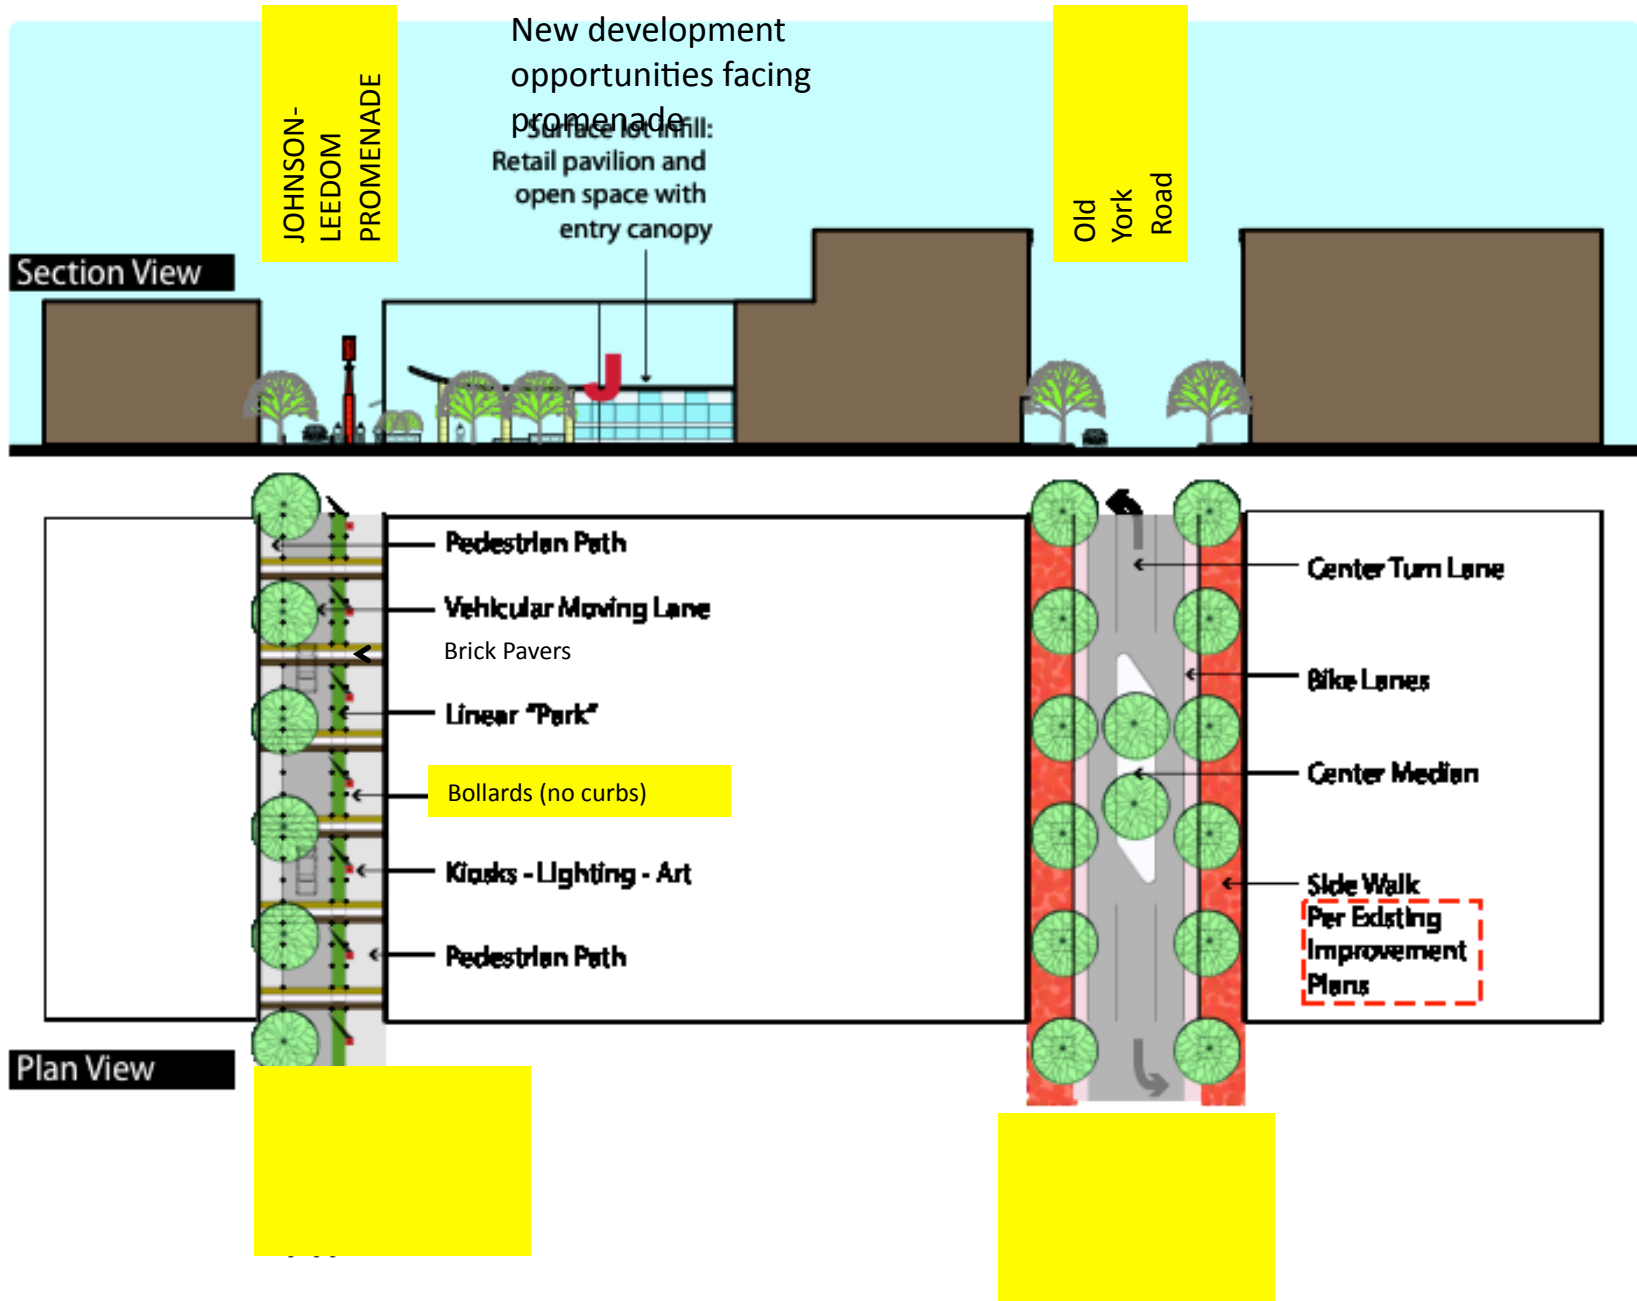 JOHNSON-
LEEDOM
PROMENADE
New development
opportunities facing
promenade
Surface lot infill:
Retail pavilion and
open space with
entry canopy
Old
York
Road
Section View
J
Pedestrian Path
Vehicular Moving Lane
Brick Pavers
Linear "Park"
Bollards (no curbs)
Kiosks - Lighting - Art
Pedestrian Path
Center Turn Lane
Bike Lanes
Center Median
Side Walk
Per Existing
Improvement
Plans
Plan View